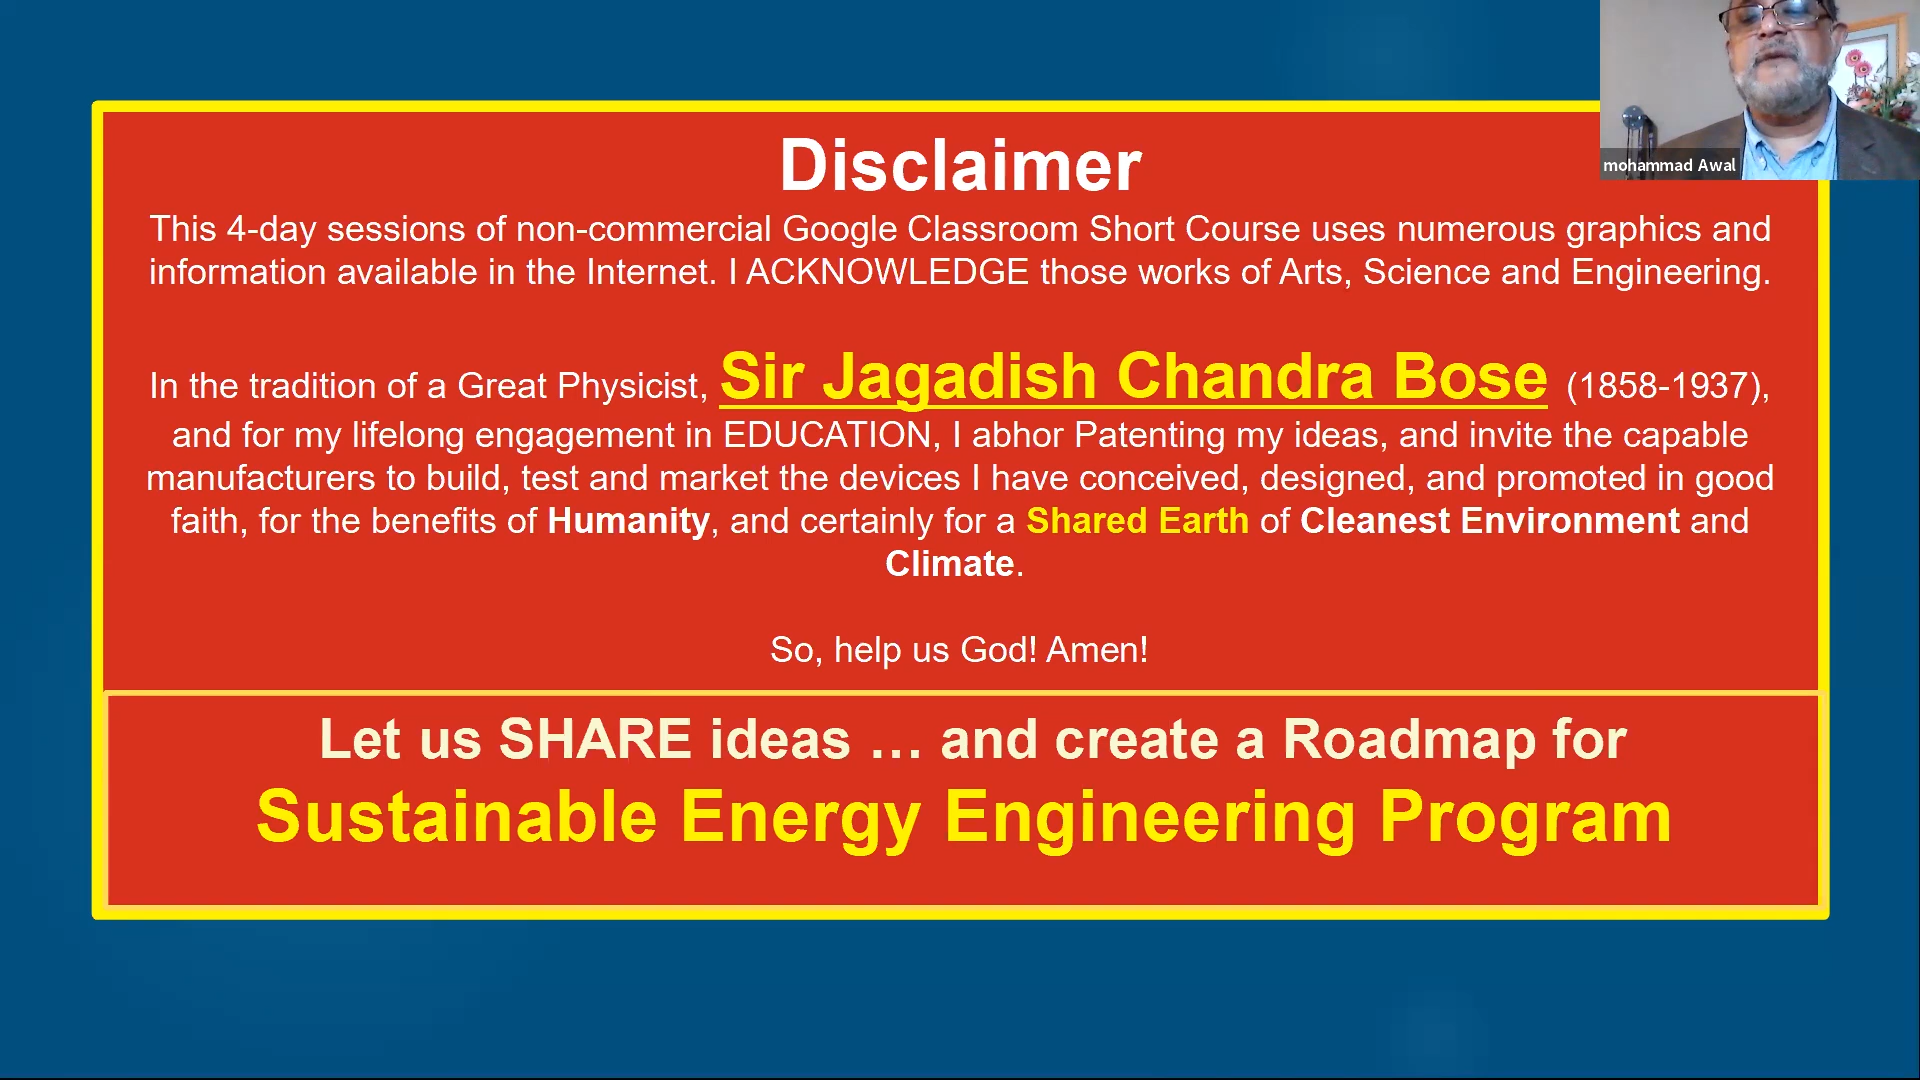 Disclaimer
This 4-day sessions of non-commercial Google Classroom Short Course uses numerous graphics and
information available in the Internet. I ACKNOWLEDGE those works of Arts, Science and Engineering.
In the tradition of a Great Physicist, Sir Jagadish Chandra Bose (1858-1937),
and for my lifelong engagement in EDUCATION, I abhor Patenting my ideas, and invite the capable
manufacturers to build, test and market the devices I have conceived, designed, and promoted in good
faith, for the benefits of Humanity, and certainly for a Shared Earth of Cleanest Environment and
Climate.
So, help us God! Amen!
Let us SHARE ideas … and create a Roadmap for
Sustainable Energy Engineering Program
mohammad Awal